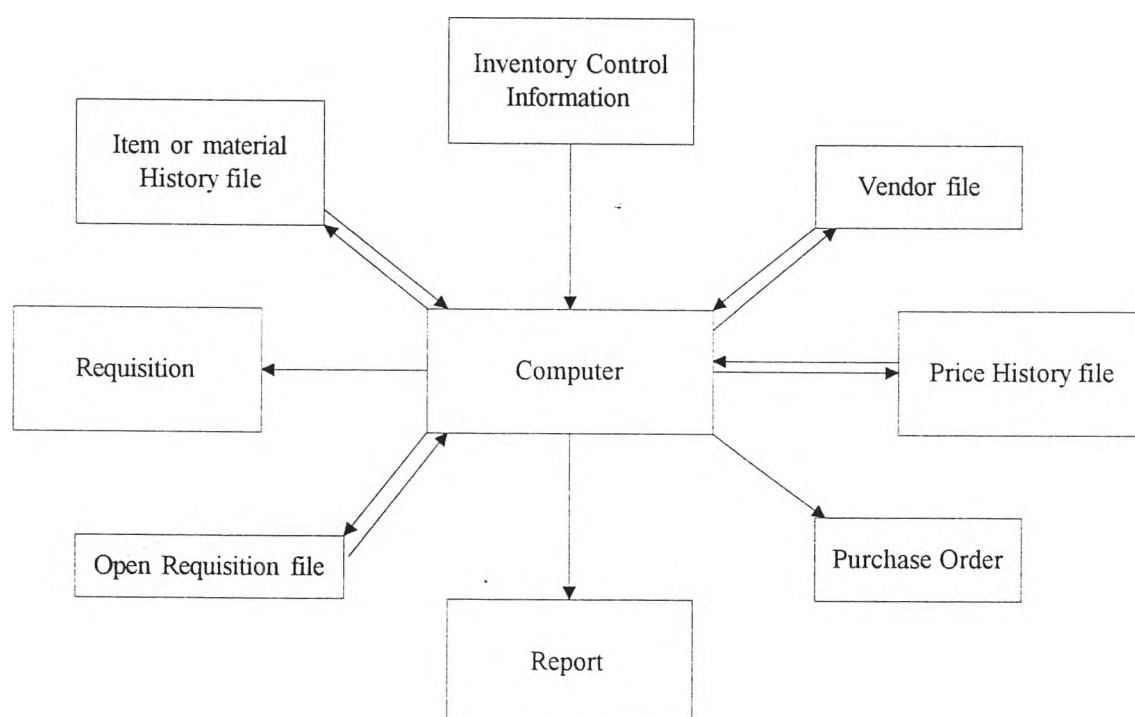 Inventory Control
Information
Item or material
History file
Vendor file
Requisition
Computer
Price History file
Open Requisition file
Purchase Order
Report